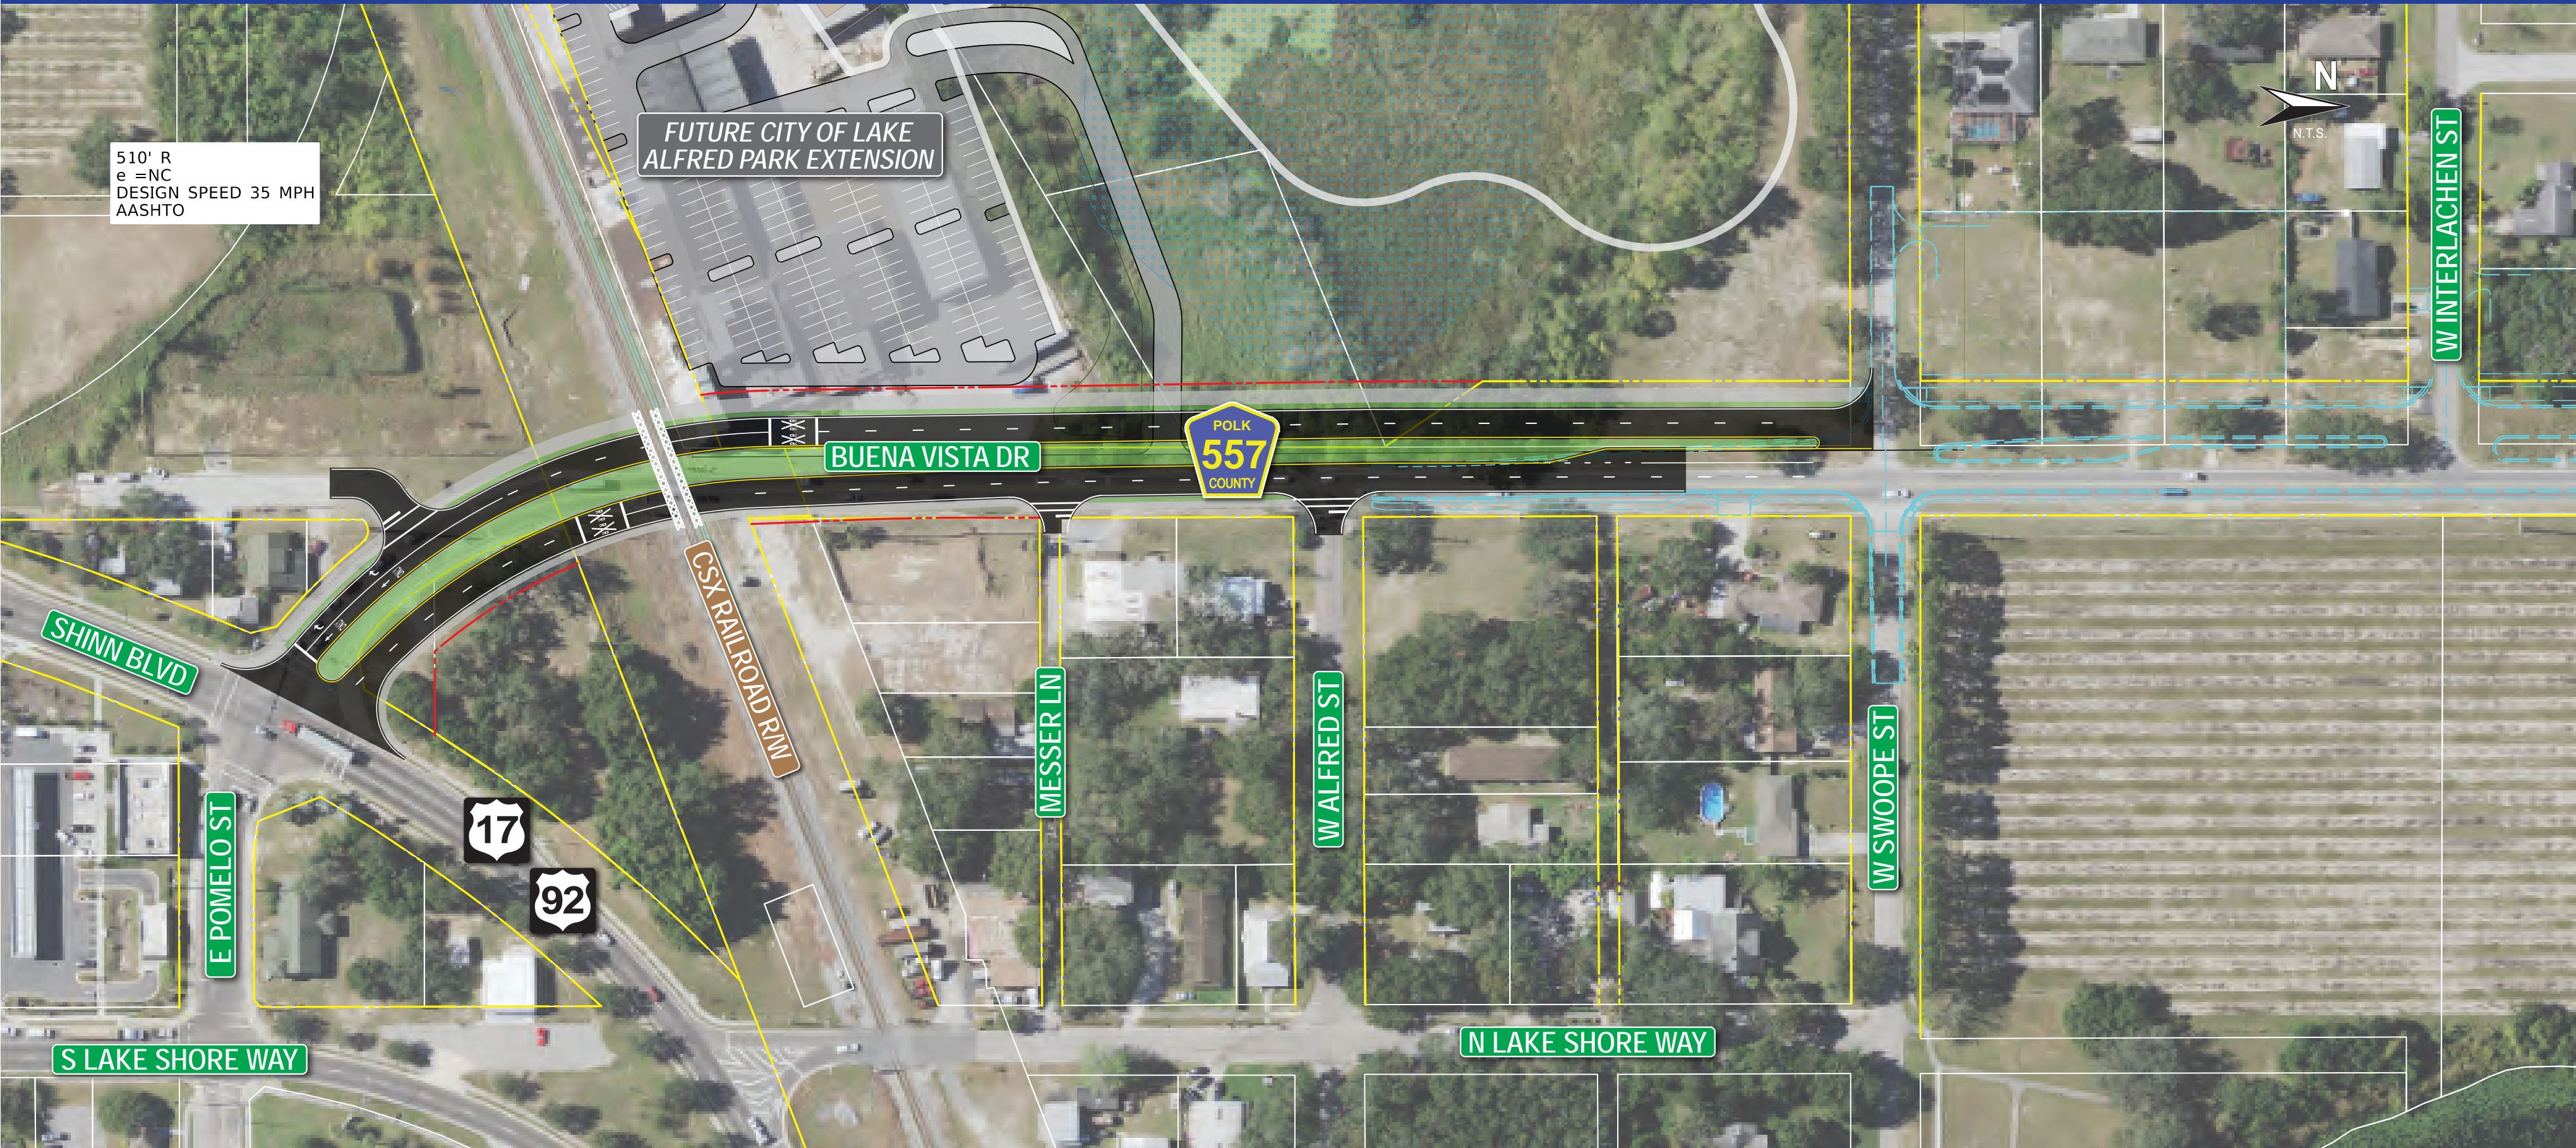 510' R
e =NC
DESIGN SPEED 35 MPH
AASHTO
FUTURE CITY OF LAKE
ALFRED PARK EXTENSION
N
N.T.S.
W INTERLACHEN ST
BUENA VISTA DR
POLK
557
COUNTY
SHINN BLVD
CSX RAILROAD R/W
MESSER LN
W ALFRED ST
W SWOOPE ST
E POMELO ST
17
92
S LAKE SHORE WAY
N LAKE SHORE WAY